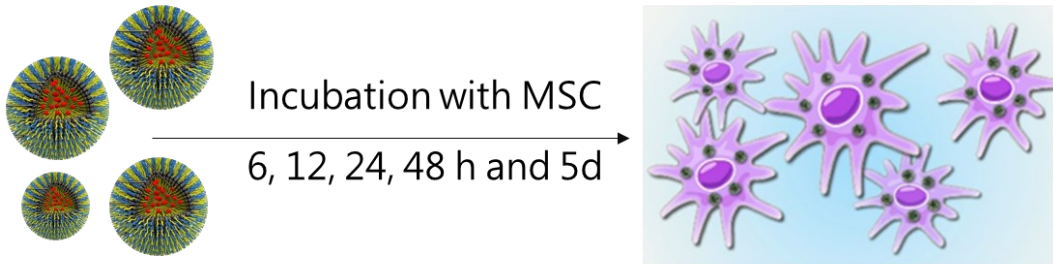 Incubation with MSC
6, 12, 24, 48 h and 5d